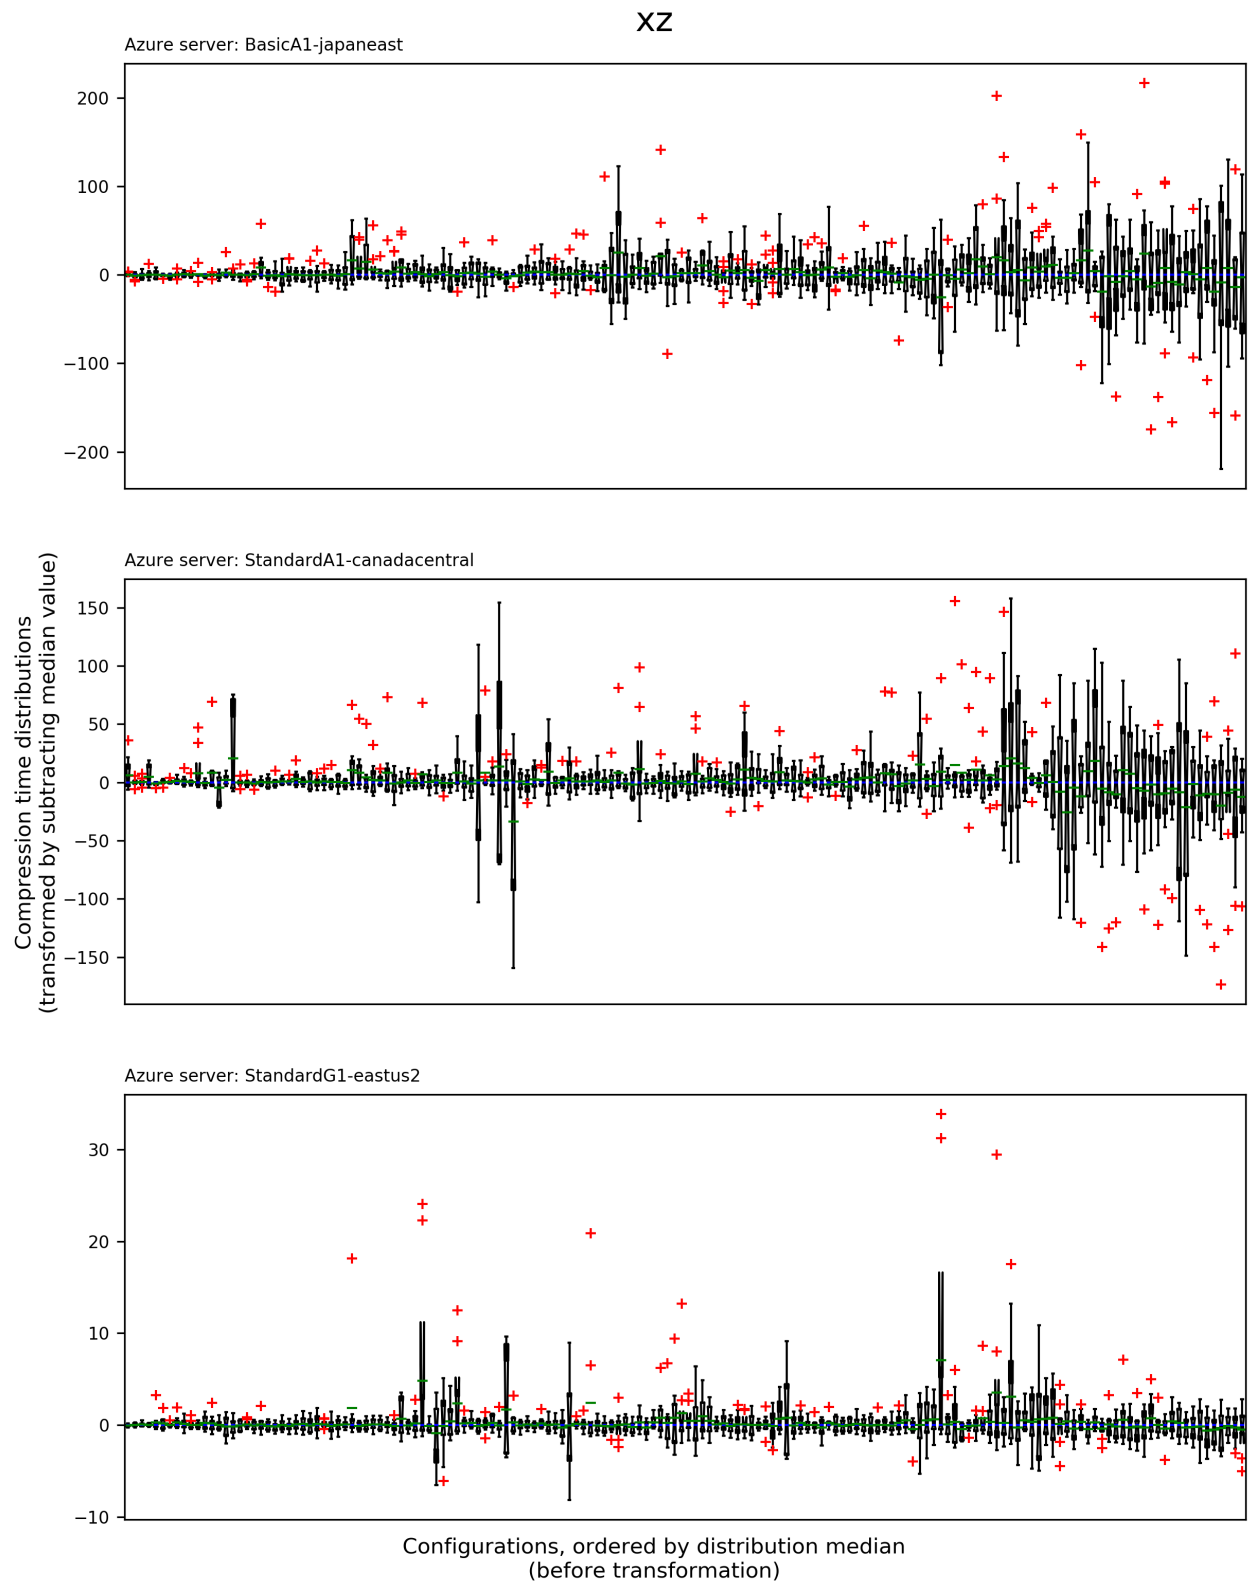 xz
Azure server: BasicA1-japaneast
200
100
0
−100
−200
Azure server: StandardA1-canadacentral
150
100
50
0
−50
−100
−150
Compression time distributions
(transformed by subtracting median value)
Azure server: StandardG1-eastus2
30
20
10
0
−10
Configurations, ordered by distribution median
(before transformation)